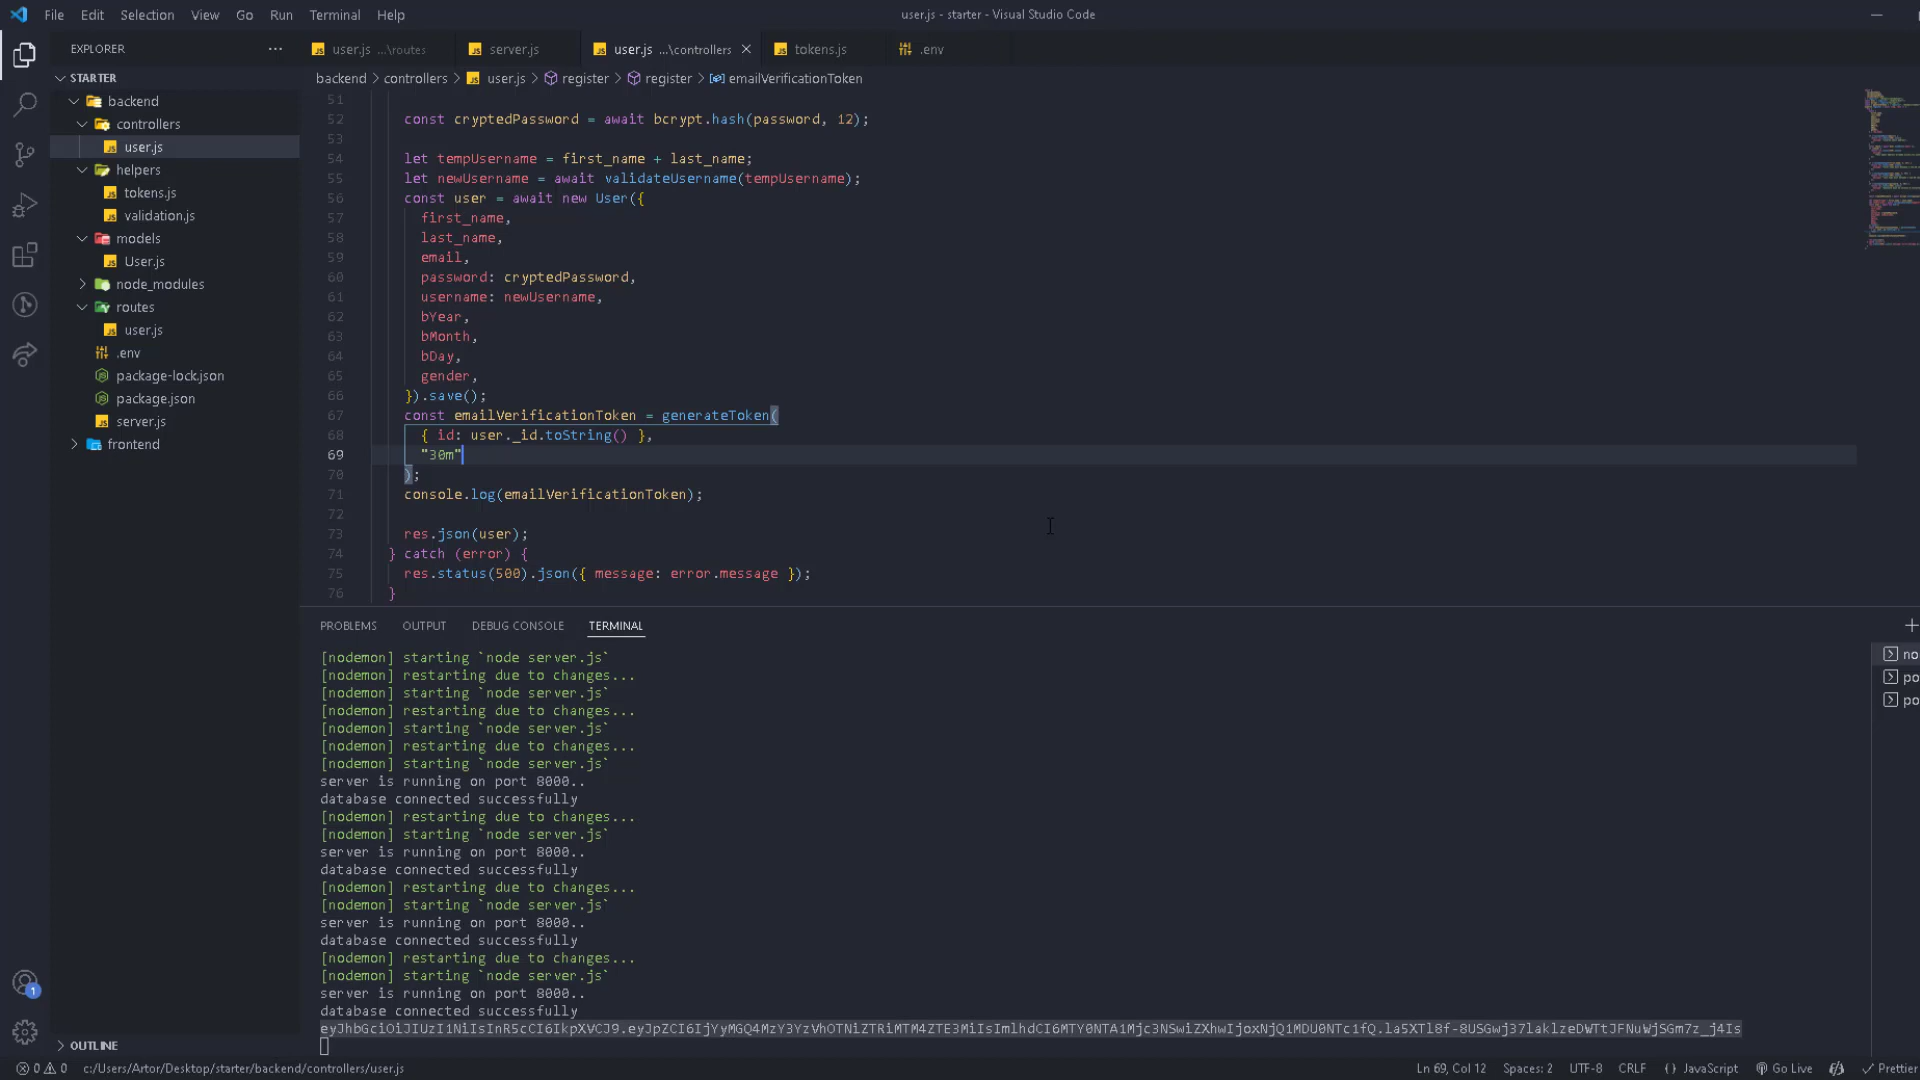 File Edit Selection View Go Run Terminal Help
user.js - starter - Visual Studio Code
EXPLORER
user.js ...\routes
server.js
user.js ...\controllers
tokens.js
.env
STARTER
backend
controllers
user.js
helpers
tokens.js
validation.js
models
User.js
node_modules
routes
user.js
.env
package-lock.json
package.json
server.js
frontend
OUTLINE
backend > controllers > user.js > register > register > emailVerificationToken
51
52 const cryptedPassword = await bcrypt.hash(password, 12);
53
54 let tempUsername = first_name + last_name;
55 let newUsername = await validateUsername(tempUsername);
56 const user = await new User({
57 first_name,
58 last_name,
59 email,
60 password: cryptedPassword,
61 username: newUsername,
62 bYear,
63 bMonth,
64 bDay,
65 gender,
66 }).save();
67 const emailVerificationToken = generateToken(
68 { id: user._id.toString() },
69 "30m"
70 );
71 console.log(emailVerificationToken);
72
73 res.json(user);
74 } catch (error) {
75 res.status(500).json({ message: error.message });
76 }
PROBLEMS OUTPUT DEBUG CONSOLE TERMINAL
[nodemon] starting `node server.js`
[nodemon] restarting due to changes...
[nodemon] starting `node server.js`
[nodemon] restarting due to changes...
[nodemon] starting `node server.js`
[nodemon] restarting due to changes...
[nodemon] starting `node server.js`
server is running on port 8000..
database connected successfully
[nodemon] restarting due to changes...
[nodemon] starting `node server.js`
server is running on port 8000..
database connected successfully
[nodemon] restarting due to changes...
[nodemon] starting `node server.js`
server is running on port 8000..
database connected successfully
[nodemon] restarting due to changes...
[nodemon] starting `node server.js`
server is running on port 8000..
database connected successfully
no
po
po
1
0 0 c:/Users/Artor/Desktop/starter/backend/controllers/user.js
Ln 69, Col 12 Spaces: 2 UTF-8 CRLF {} JavaScript Go Live Prettier